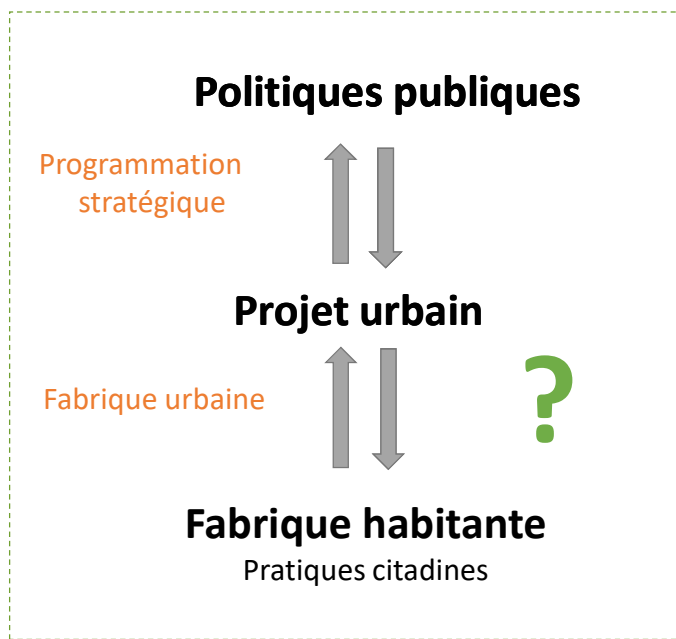 Politiques publiques
Programmation
stratégique
Projet urbain
Fabrique urbaine
?
Fabrique habitante
Pratiques citadines